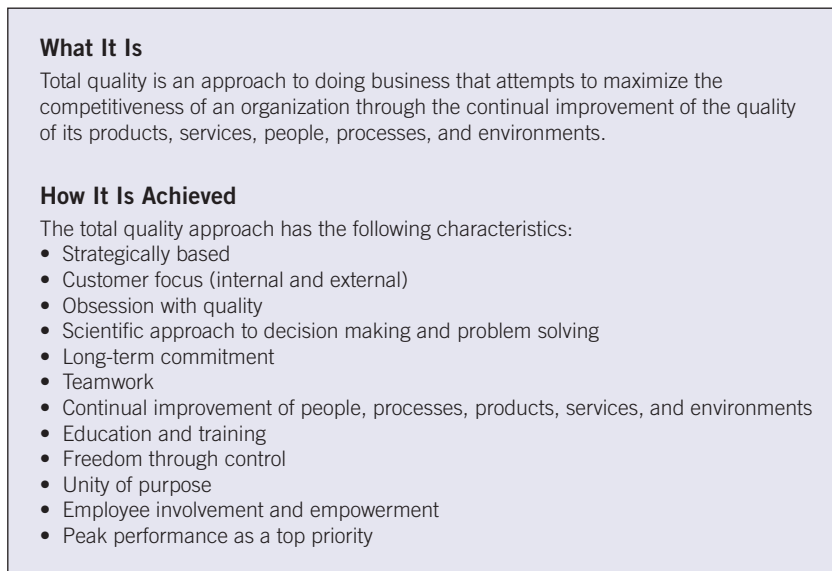 What It Is
Total quality is an approach to doing business that attempts to maximize the
competitiveness of an organization through the continual improvement of the quality
of its products, services, people, processes, and environments.
How It Is Achieved
The total quality approach has the following characteristics:
• Strategically based
• Customer focus (internal and external)
• Obsession with quality
• Scientific approach to decision making and problem solving
• Long-term commitment
• Teamwork
• Continual improvement of people, processes, products, services, and environments
• Education and training
• Freedom through control
• Unity of purpose
• Employee involvement and empowerment
• Peak performance as a top priority